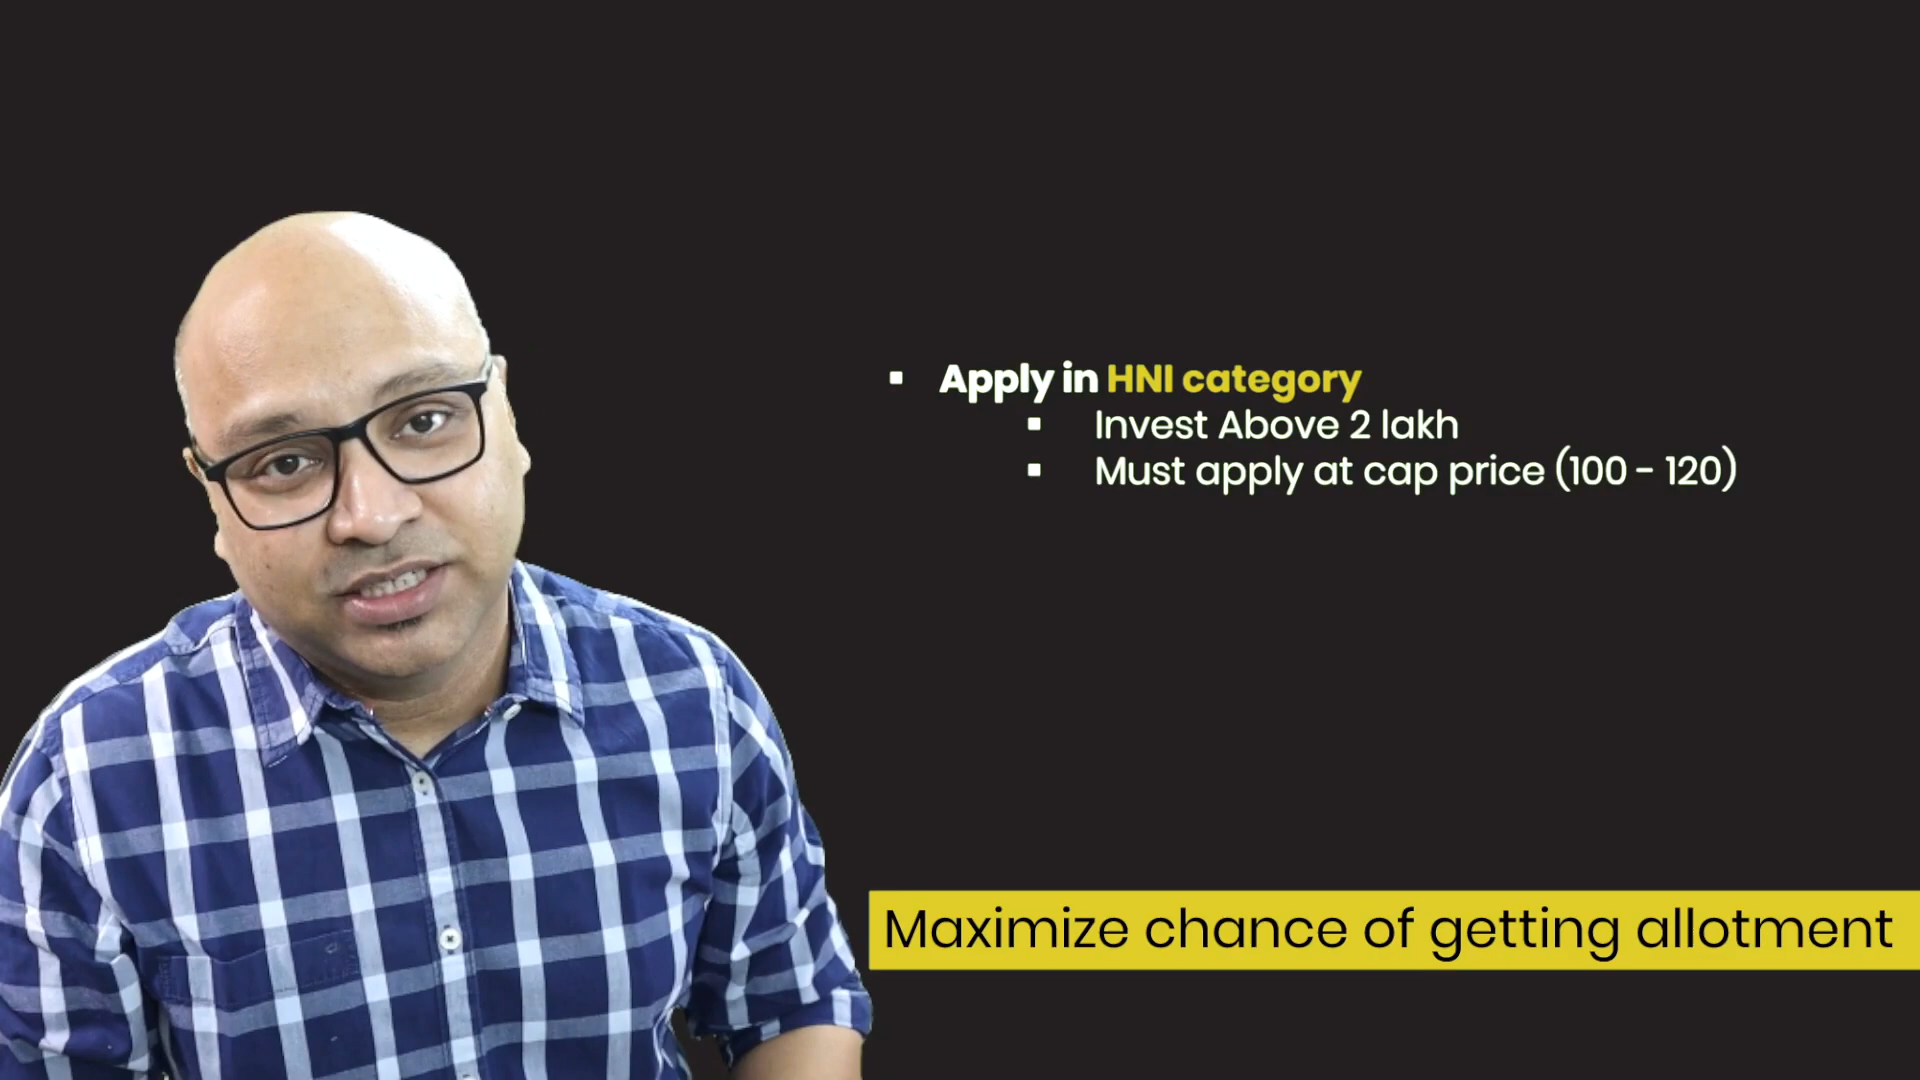 Apply in HNI category
Invest Above 2 lakh
Must apply at cap price (100 - 120)
Maximize chance of getting allotment